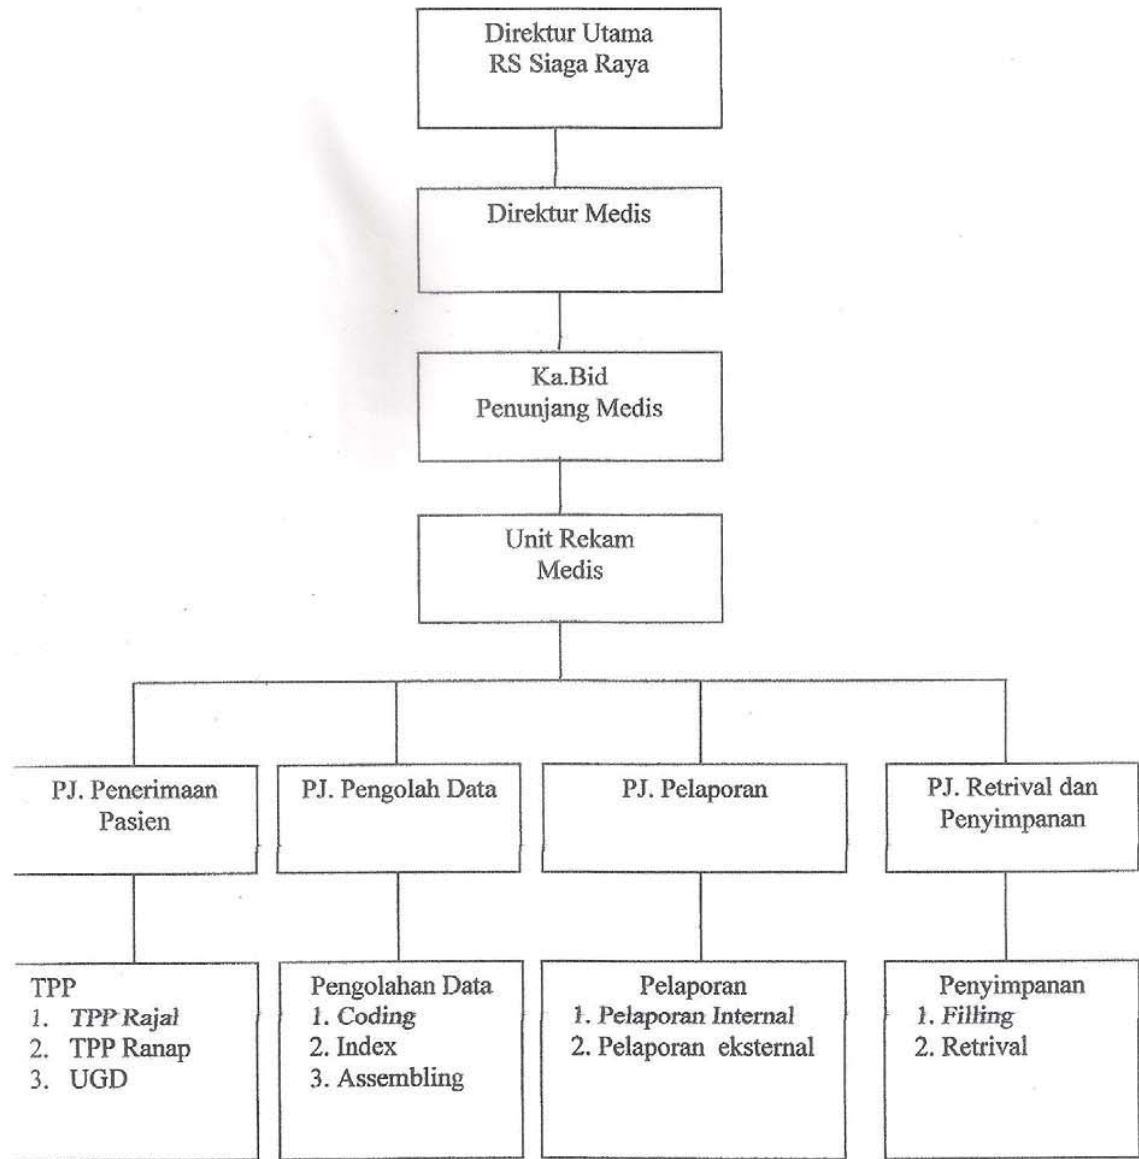 Direktur Utama
RS Siaga Raya
Direktur Medis
Ka.Bid
Penunjang Medis
Unit Rekam
Medis
PJ. Penerimaan
Pasien
PJ. Pengolah Data
PJ. Pelaporan
PJ. Retrival dan
Penyimpanan
TPP
1. TPP Rajal
2. TPP Ranap
3. UGD
Pengolahan Data
1. Coding
2. Index
3. Assembling
Pelaporan
1. Pelaporan Internal
2. Pelaporan eksternal
Penyimpanan
1. Filling
2. Retrival